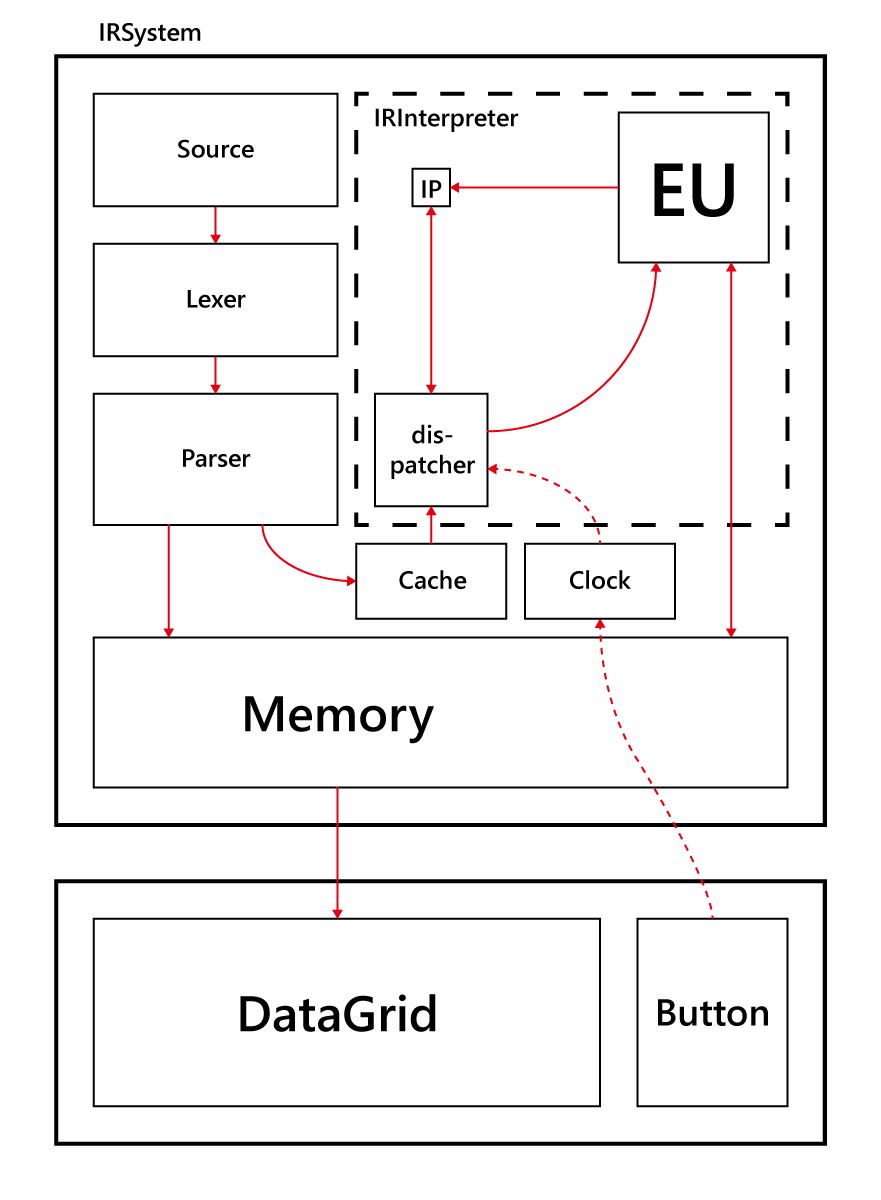 IRSystem
Source
IRInterpreter
EU
IP
Lexer
Parser
dis-
patcher
Cache
Clock
Memory
DataGrid
Button